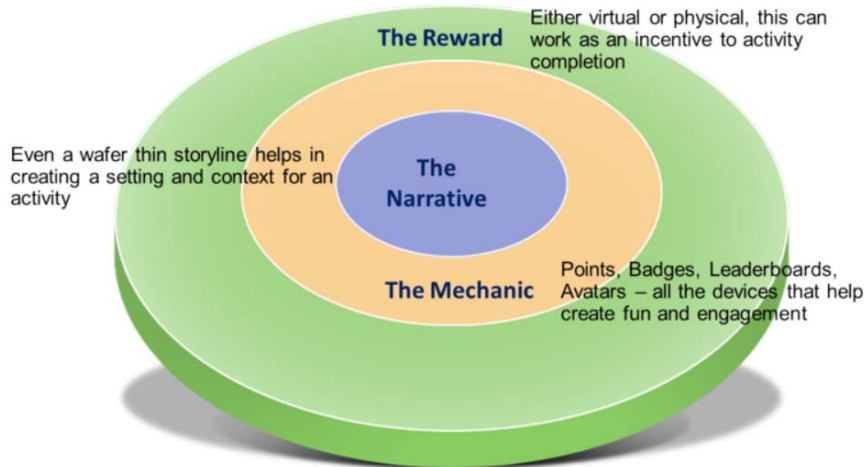 The Reward
Either virtual or physical, this can
work as an incentive to activity
completion
Even a wafer thin storyline helps in
creating a setting and context for an
activity
The
Narrative
The Mechanic
Points, Badges, Leaderboards,
Avatars – all the devices that help
create fun and engagement